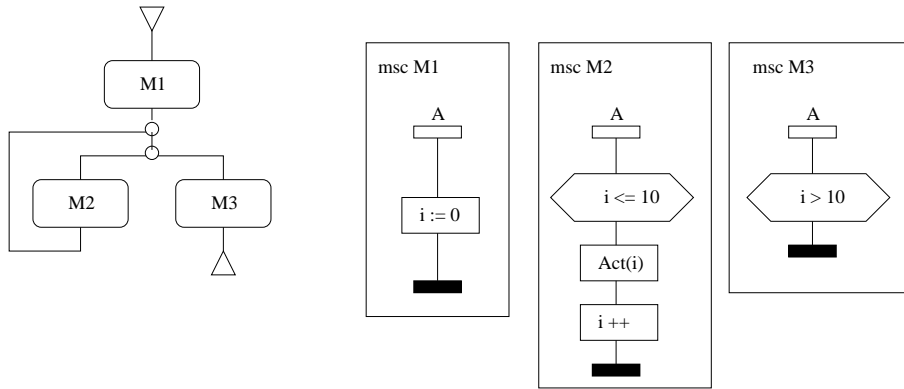 M1
M2
M3
msc M1
A
i := 0
msc M2
A
i <= 10
Act(i)
i ++
msc M3
A
i > 10